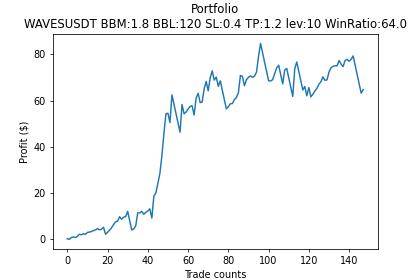 Portfolio
WAVESUSDT BBM:1.8 BBL:120 SL:0.4 TP:1.2 lev:10 WinRatio:64.0
Profit ($)
80
60
40
20
0
0 20 40 60 80 100 120 140
Trade counts